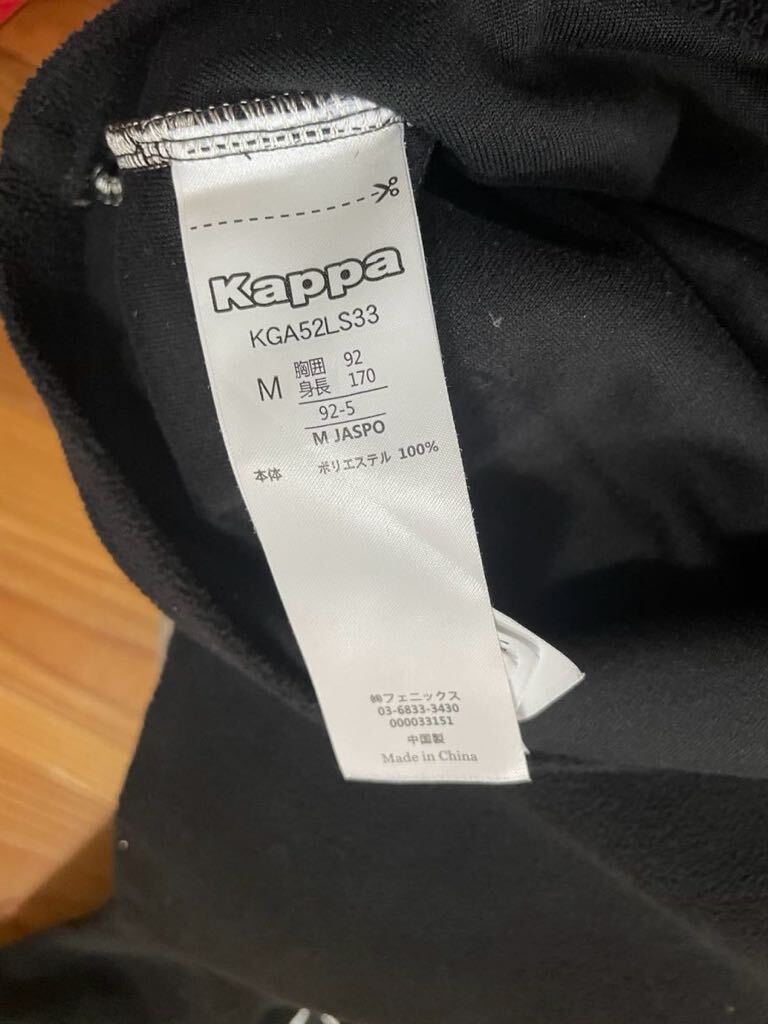 Kappa
KGA52LS33
M 胸囲 92
身長 170
92-5
M JASPO
本体 ポリエステル 100%
㈱フェニックス
03-6833-3430
000033151
中国製
Made in China